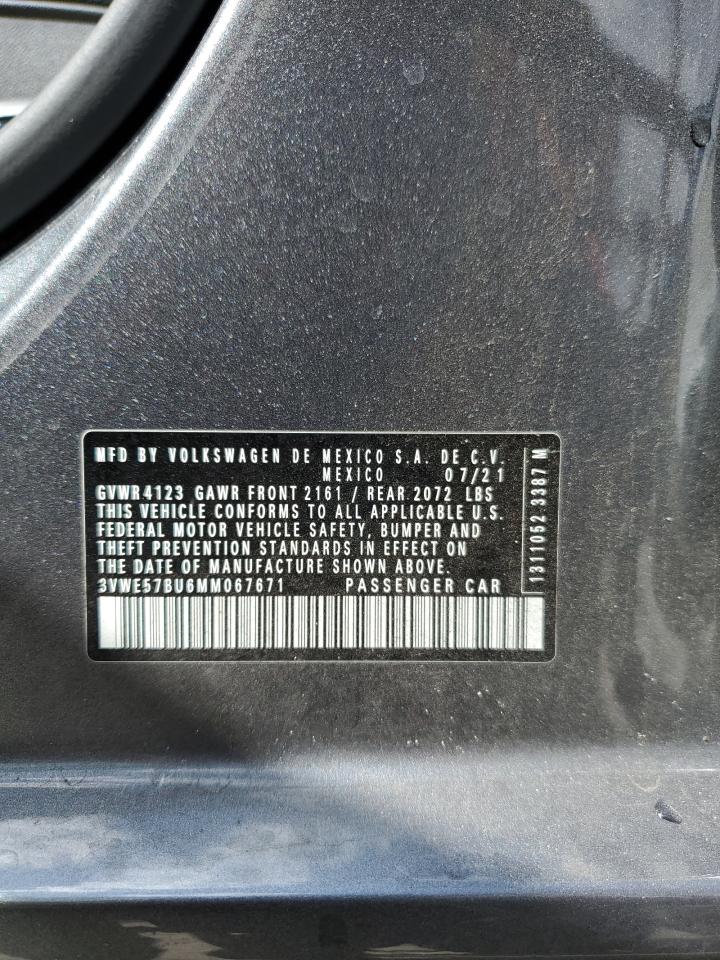 MFD BY VOLKSWAGEN DE MEXICO S.A. DE C.V.
MEXICO 07/21
GVWR4123 GAWR FRONT 2161 / REAR 2072 LBS
THIS VEHICLE CONFORMS TO ALL APPLICABLE U.S.
FEDERAL MOTOR VEHICLE SAFETY, BUMPER AND
THEFT PREVENTION STANDARDS IN EFFECT ON
THE DATE OF MANUFACTURE SHOWN ABOVE.
3VWE57BU6MM067671 PASSENGER CAR
1311052 3387 M